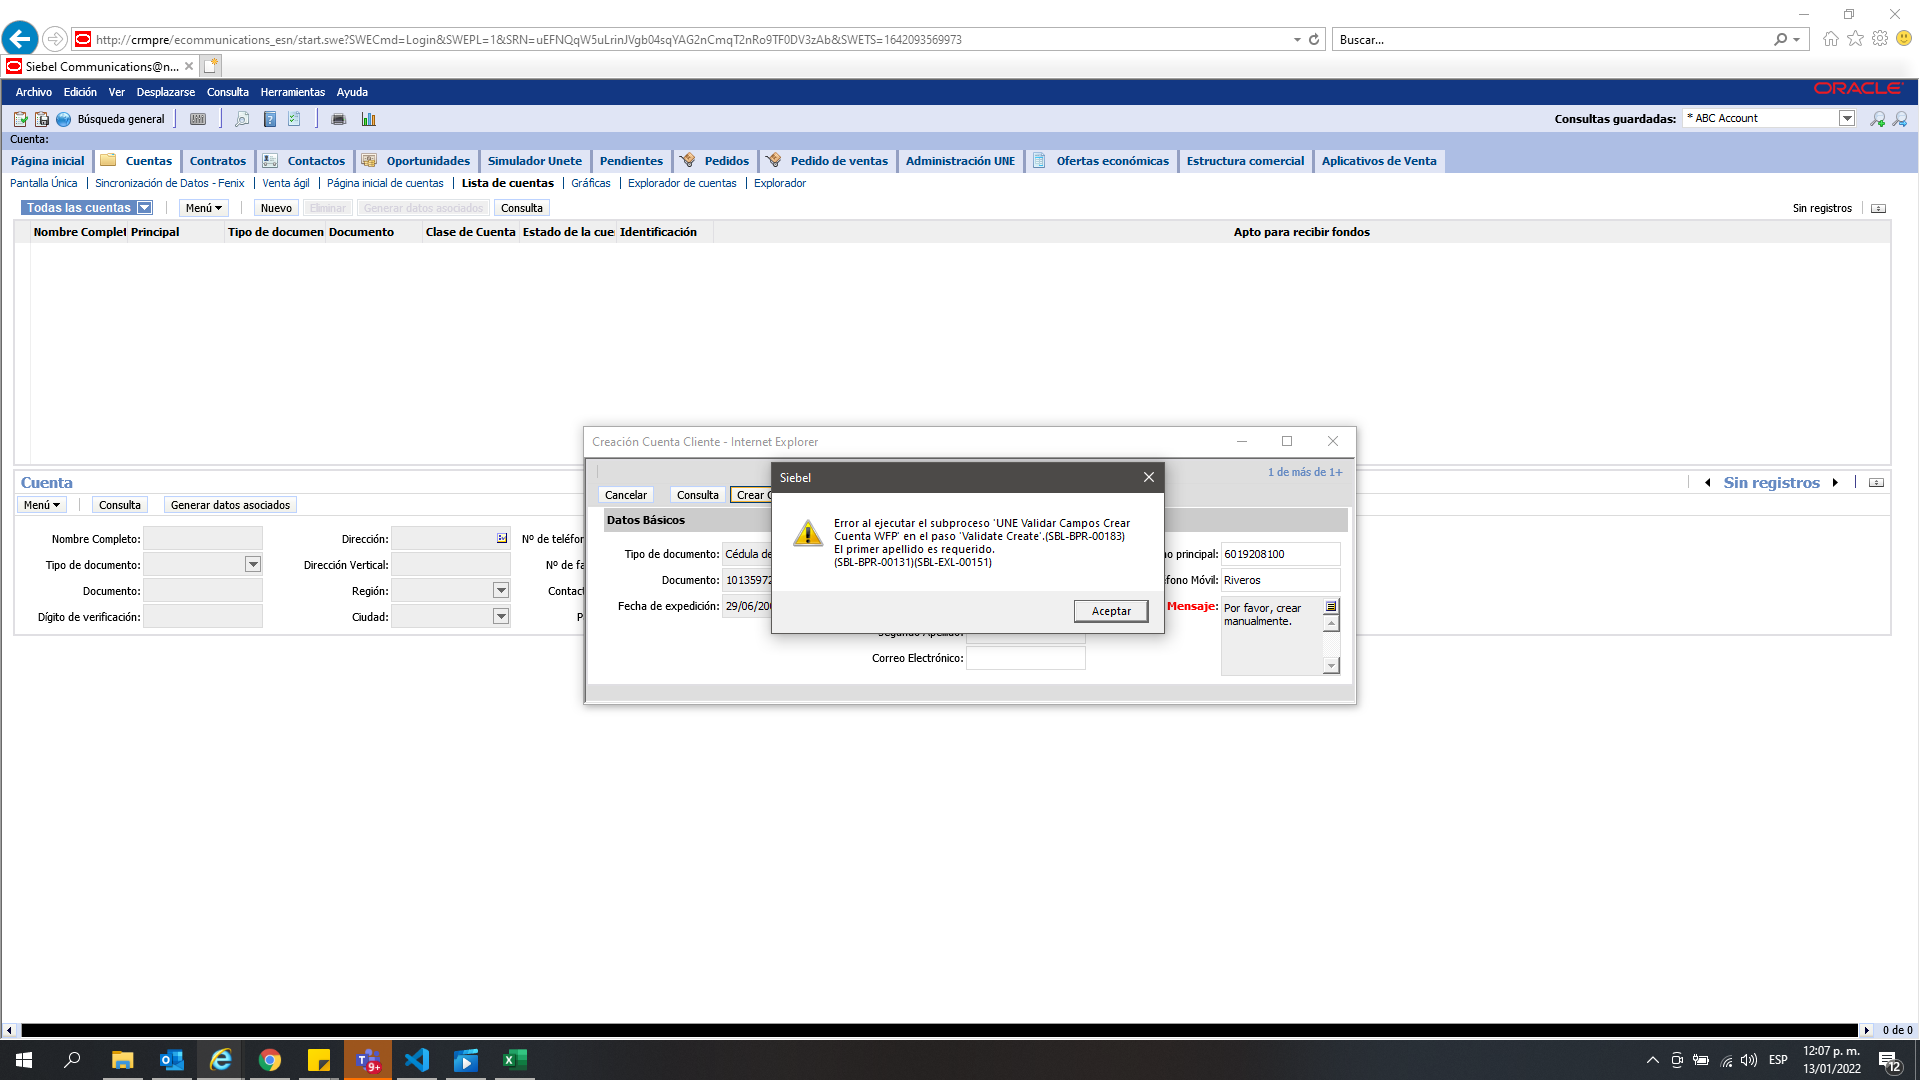 http://crmpre/ecommunications_esn/start.swe?SWECmd=Login&SWEPL=1&SRN=uEFNQqW5uLrinJVgb04sqYAG2nCmqT2nRo9TF0DV3zAb&SWETS=1642093569973
Buscar...
Siebel Communications@n...
Archivo Edición Ver Desplazarse Consulta Herramientas Ayuda
ORACLE
Búsqueda general
Consultas guardadas: * ABC Account
Cuenta:
Página inicial Cuentas Contratos Contactos Oportunidades Simulador Unete Pendientes Pedidos Pedido de ventas Administración UNE Ofertas económicas Estructura comercial Aplicativos de Venta
Pantalla Única Sincronización de Datos - Fenix Venta ágil Página inicial de cuentas Lista de cuentas Gráficas Explorador de cuentas Explorador
Todas las cuentas Menú Nuevo Eliminar Generar datos asociados Consulta Sin registros
Nombre Complet Principal Tipo de documen Documento Clase de Cuenta Estado de la cue Identificación Apto para recibir fondos
Creación Cuenta Cliente - Internet Explorer
1 de más de 1+
Cancelar Consulta Crear
Datos Básicos
Tipo de documento: Cédula de
Documento: 10135972
Fecha de expedición: 29/06/20
Correo Electrónico:
no principal: 6019208100
éfono Móvil: Riveros
Mensaje: Por favor, crear
manualmente.
Siebel
Error al ejecutar el subproceso 'UNE Validar Campos Crear
Cuenta WFP' en el paso 'Validate Create'.(SBL-BPR-00183)
El primer apellido es requerido.
(SBL-BPR-00131)(SBL-EXL-00151)
Aceptar
Cuenta
Sin registros
Menú Consulta Generar datos asociados
Nombre Completo: Dirección: Nº de teléfor
Tipo de documento: Dirección Vertical: Nº de fa
Documento: Región: Contact
Dígito de verificación: Ciudad: P
0 de 0
9+
ESP
12:07 p. m.
13/01/2022
12